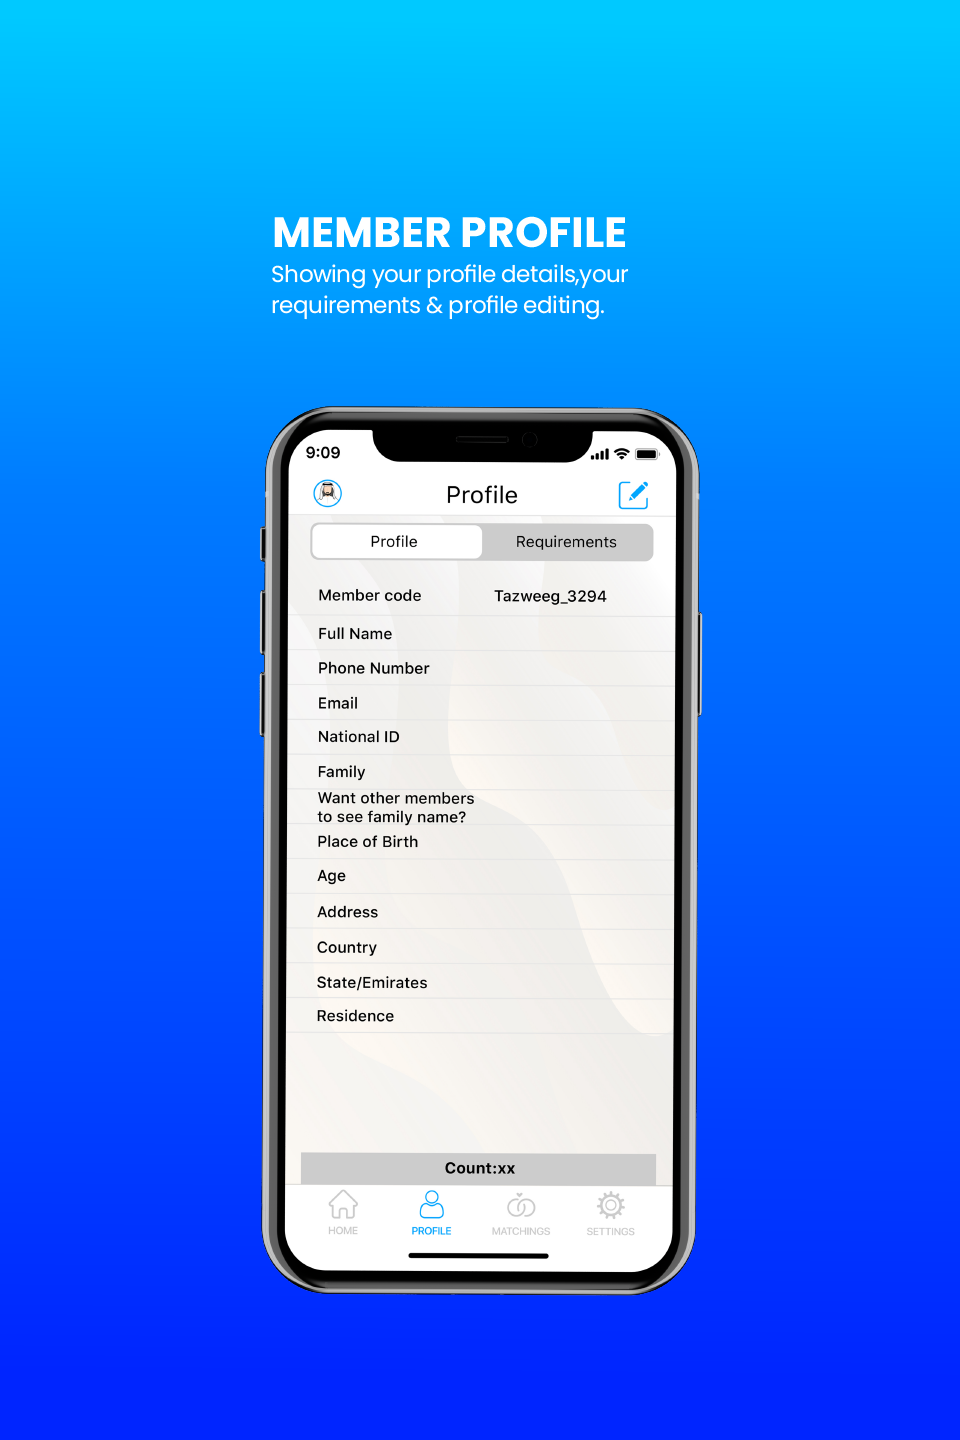 MEMBER PROFILE
Showing your profile details,your
requirements & profile editing.
9:09
Profile
Profile
Requirements
Member code Tazweeg_3294
Full Name
Phone Number
Email
National ID
Family
Want other members
to see family name?
Place of Birth
Age
Address
Country
State/Emirates
Residence
Count:xx
HOME
PROFILE
MATCHINGS
SETTINGS